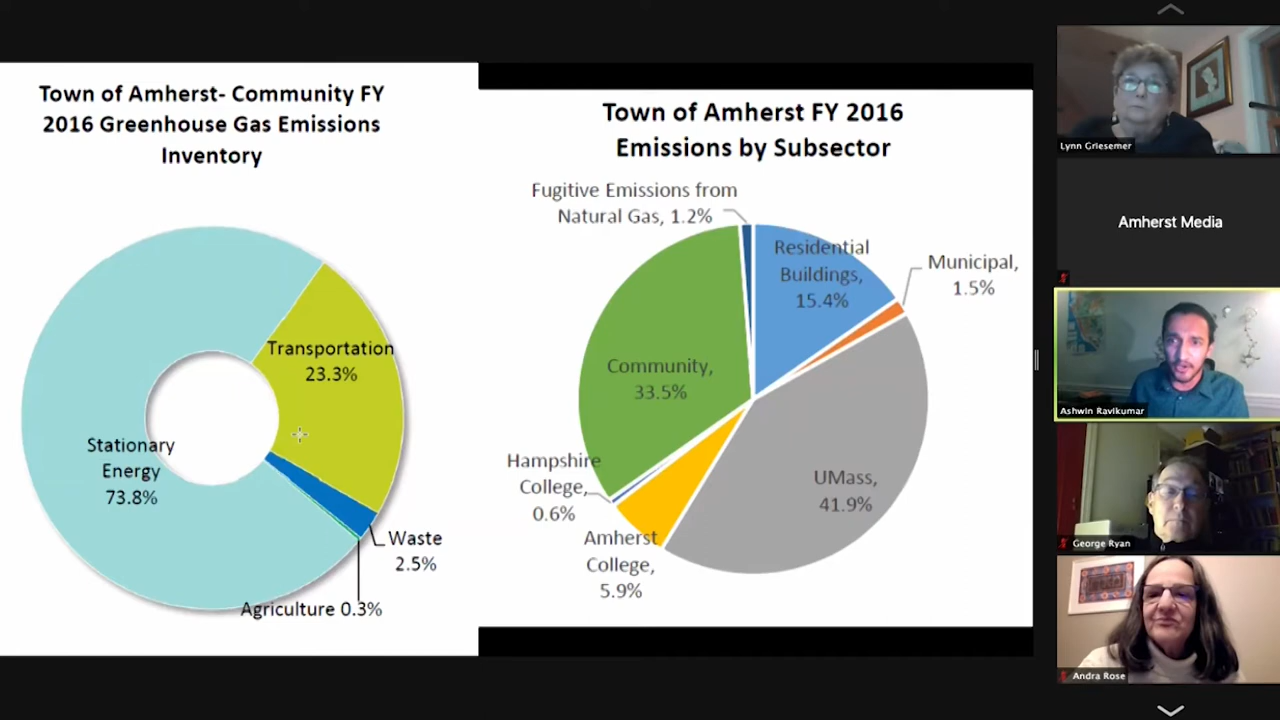 Town of Amherst- Community FY
2016 Greenhouse Gas Emissions
Inventory
Transportation
23.3%
Stationary
Energy
73.8%
Waste
2.5%
Agriculture 0.3%
Town of Amherst FY 2016
Emissions by Subsector
Fugitive Emissions from
Natural Gas, 1.2%
Residential
Buildings,
15.4%
Municipal,
1.5%
Community,
33.5%
Hampshire
College,
0.6%
UMass,
41.9%
Amherst
College,
5.9%
Lynn Griesemer
Amherst Media
Ashwin Ravikumar
George Ryan
Andra Rose